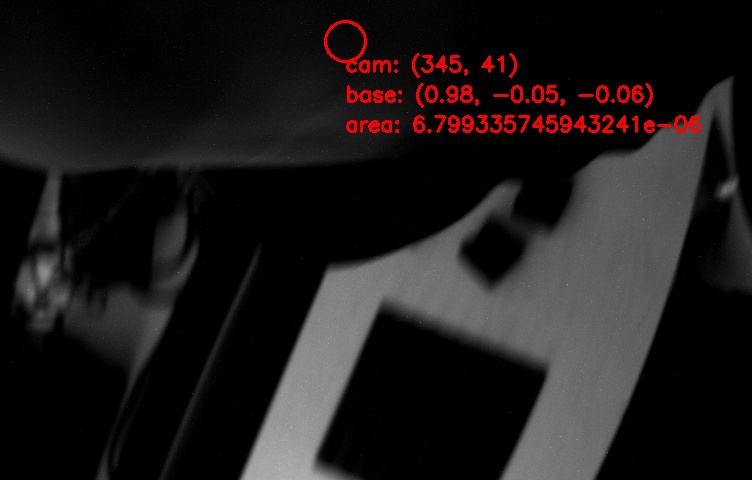 cam: (345, 41)
base: (0.98, -0.05, -0.06)
area: 6.799335745943241e-06